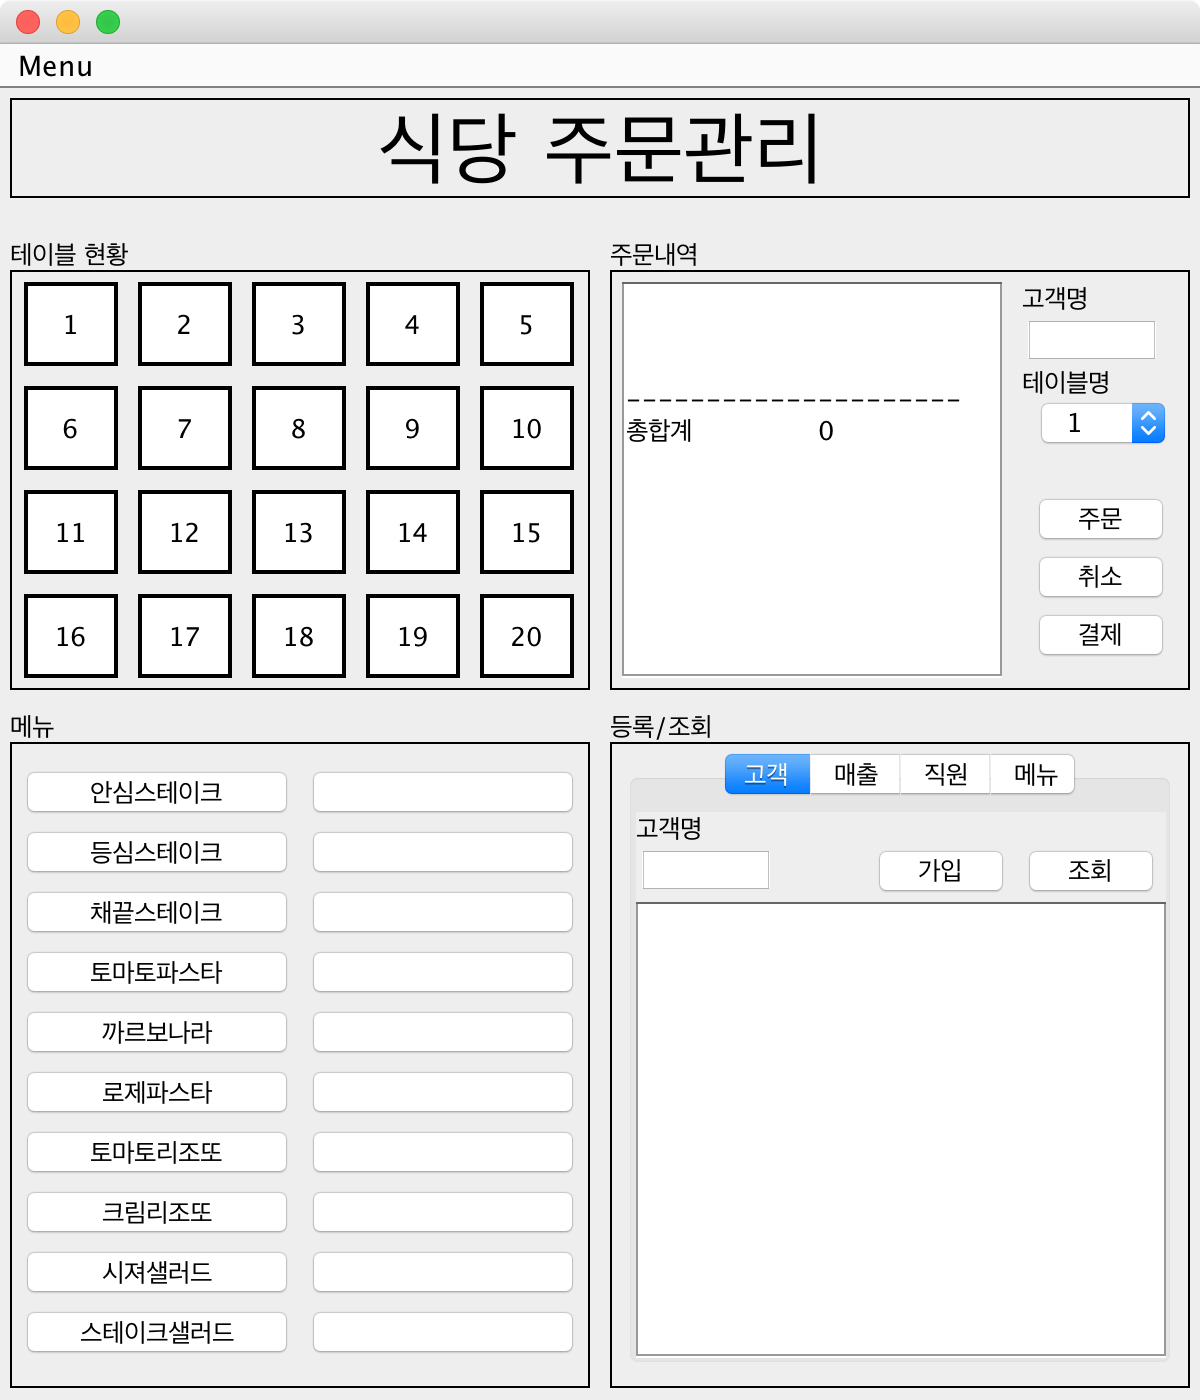 Menu
식당 주문관리
테이블 현황
1 2 3 4 5
6 7 8 9 10
11 12 13 14 15
16 17 18 19 20
주문내역
---------------------
총합계 0
고객명
테이블명
1
주문
취소
결제
메뉴
안심스테이크
등심스테이크
채끝스테이크
토마토파스타
까르보나라
로제파스타
토마토리조또
크림리조또
시져샐러드
스테이크샐러드
등록/조회
고객 매출 직원 메뉴
고객명
가입 조회